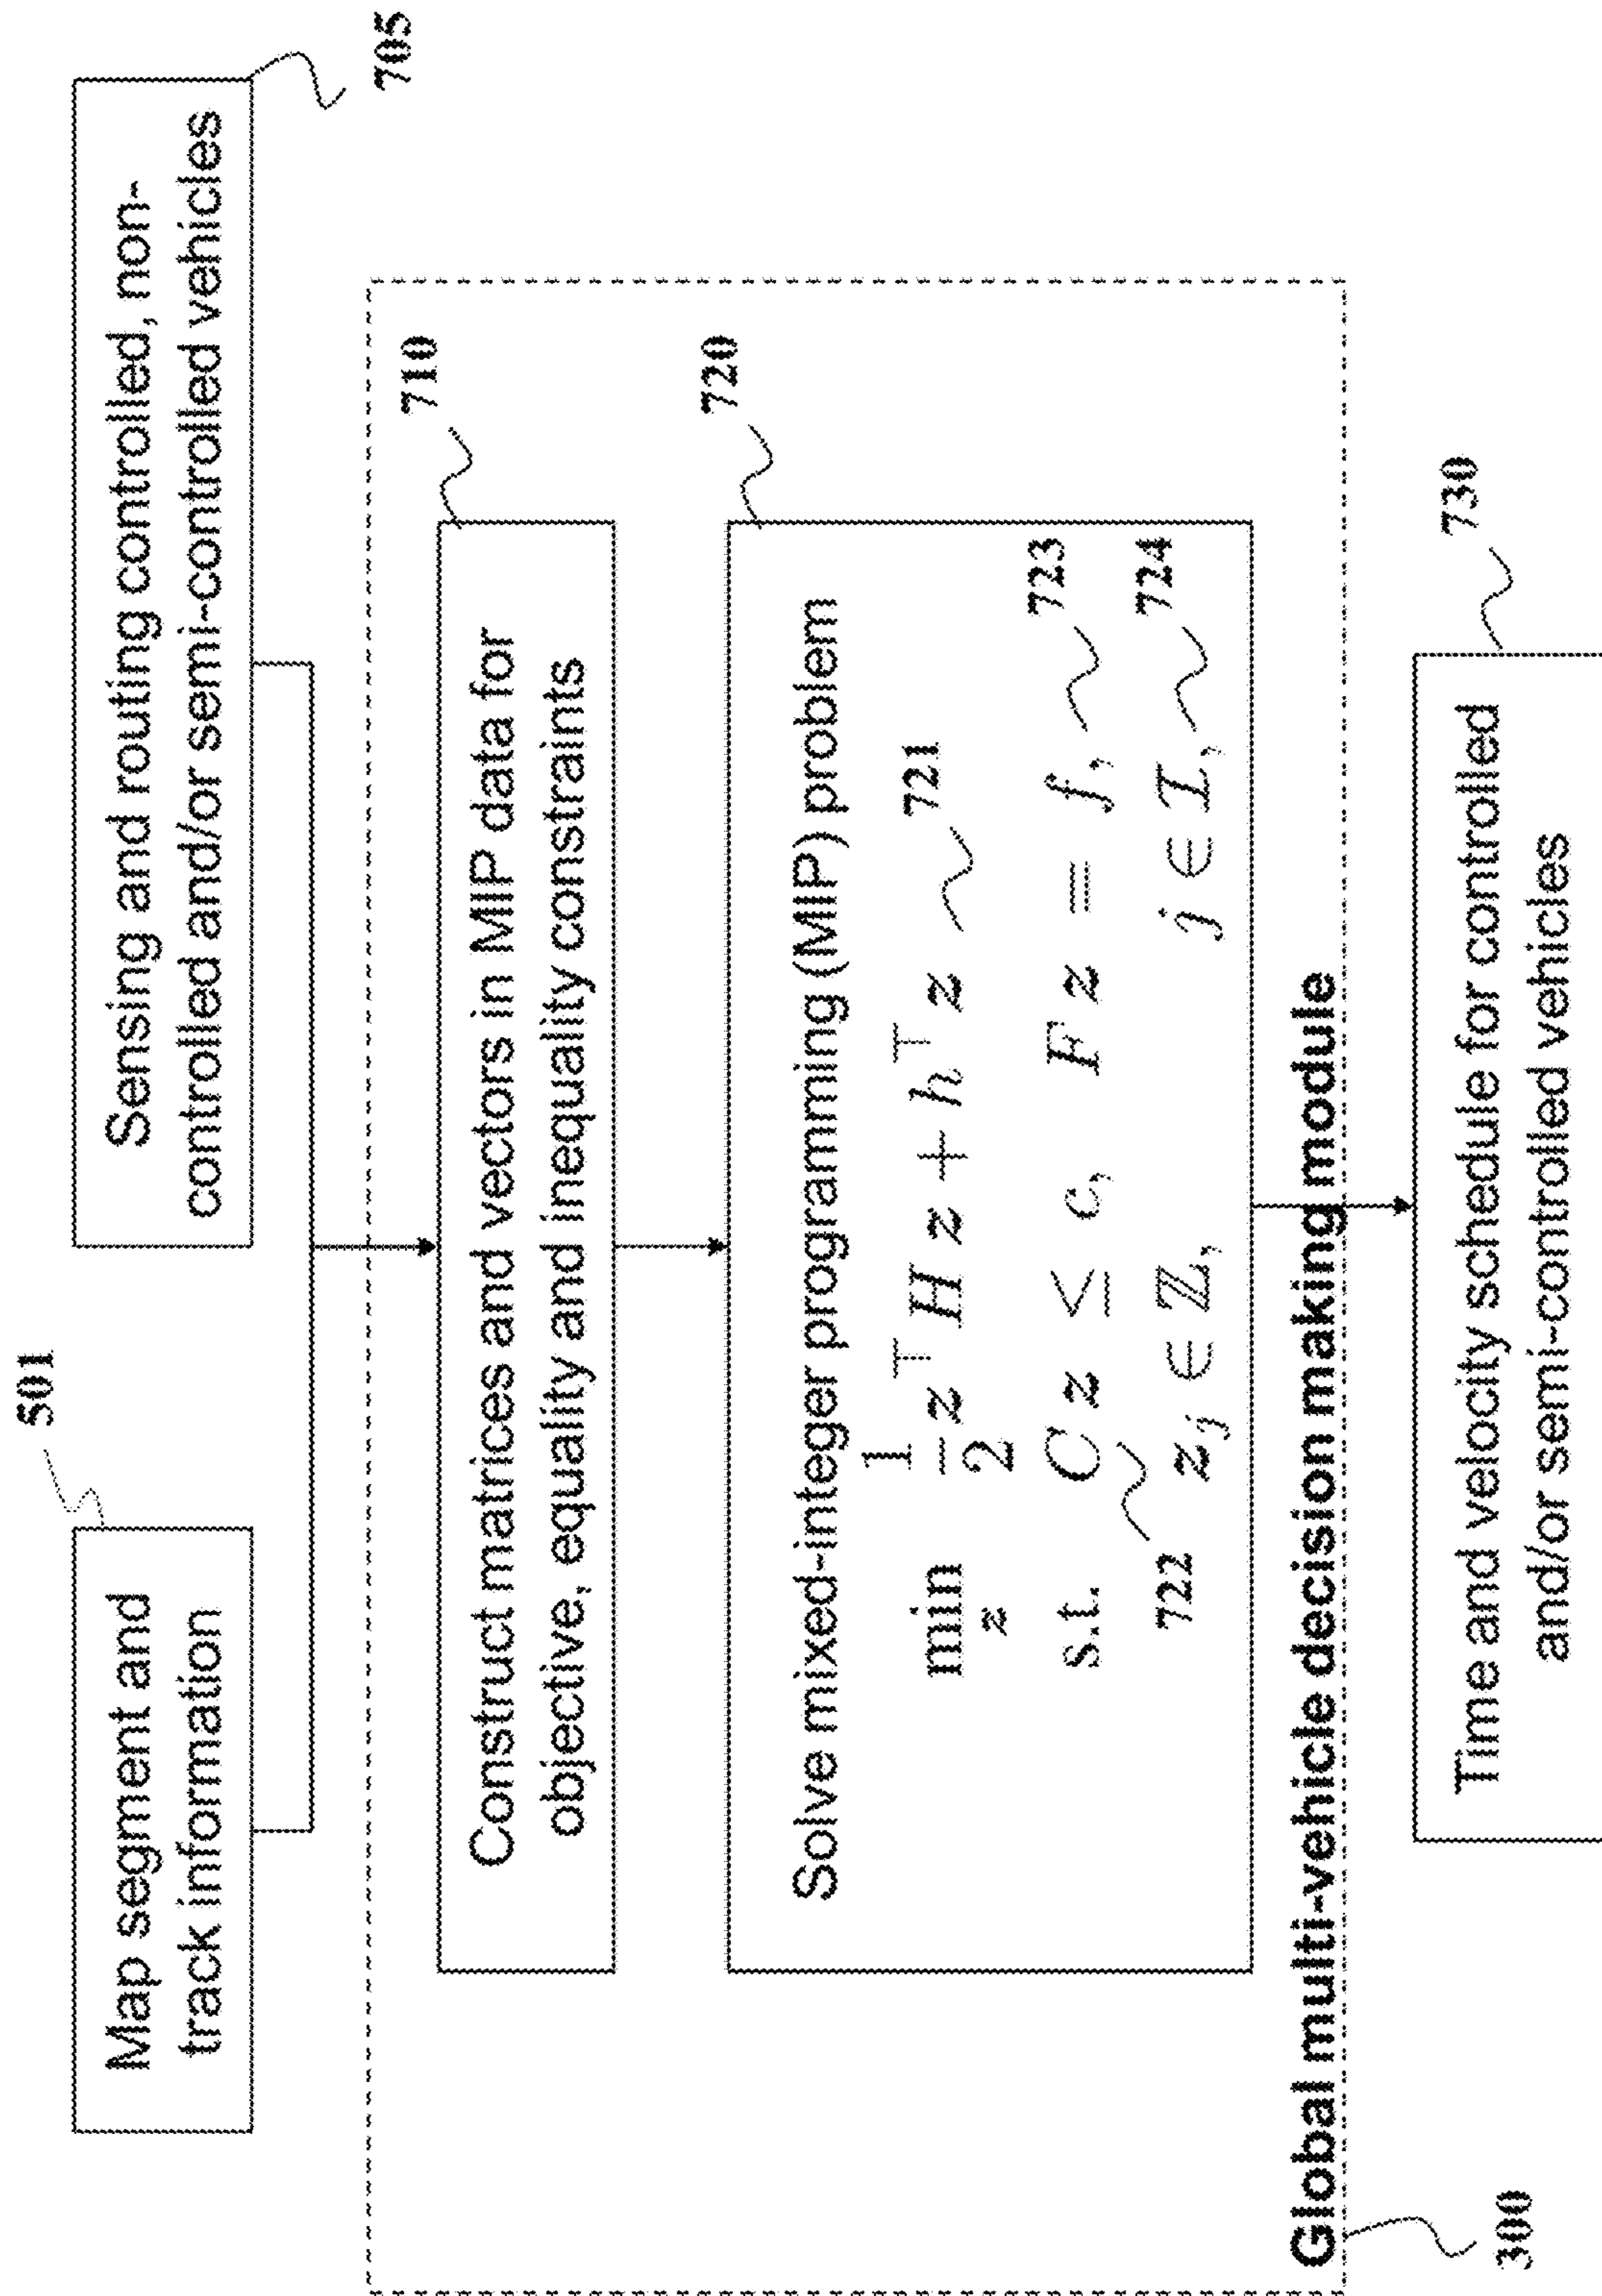 501
Map segment and
track information
705
Sensing and routing controlled, non-
controlled and/or semi-controlled vehicles
710
Construct matrices and vectors in MIP data for
objective, equality and inequality constraints
720
Solve mixed-integer programming (MIP) problem
min z 1/2 z⊤ H z + h⊤ z 721
s.t. C z ≤ c, F z = f, 723
722 z_j ∈ ℤ, j ∈ ℐ, 724
Global multi-vehicle decision making module
300
730
Time and velocity schedule for controlled
and/or semi-controlled vehicles